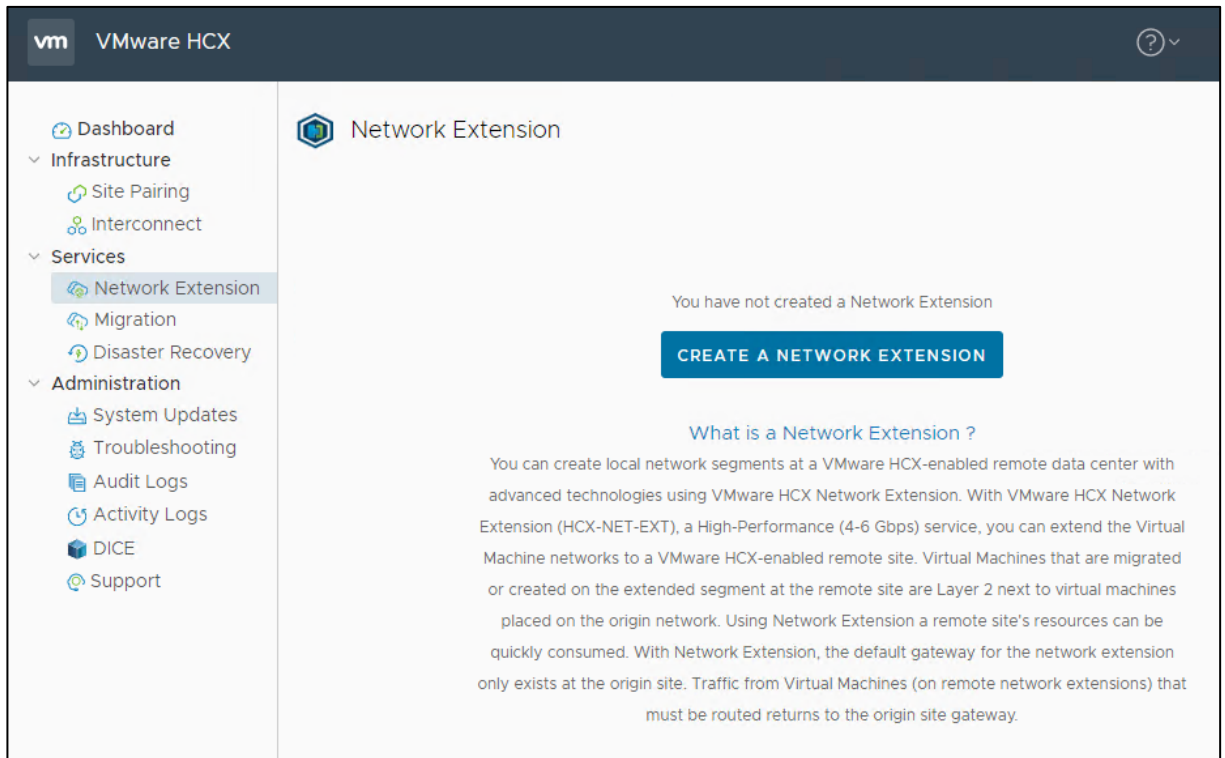 vm VMware HCX
Dashboard
Infrastructure
Site Pairing
Interconnect
Services
Network Extension
Migration
Disaster Recovery
Administration
System Updates
Troubleshooting
Audit Logs
Activity Logs
DICE
Support
Network Extension
You have not created a Network Extension
CREATE A NETWORK EXTENSION
What is a Network Extension ?
You can create local network segments at a VMware HCX-enabled remote data center with
advanced technologies using VMware HCX Network Extension. With VMware HCX Network
Extension (HCX-NET-EXT), a High-Performance (4-6 Gbps) service, you can extend the Virtual
Machine networks to a VMware HCX-enabled remote site. Virtual Machines that are migrated
or created on the extended segment at the remote site are Layer 2 next to virtual machines
placed on the origin network. Using Network Extension a remote site's resources can be
quickly consumed. With Network Extension, the default gateway for the network extension
only exists at the origin site. Traffic from Virtual Machines (on remote network extensions) that
must be routed returns to the origin site gateway.